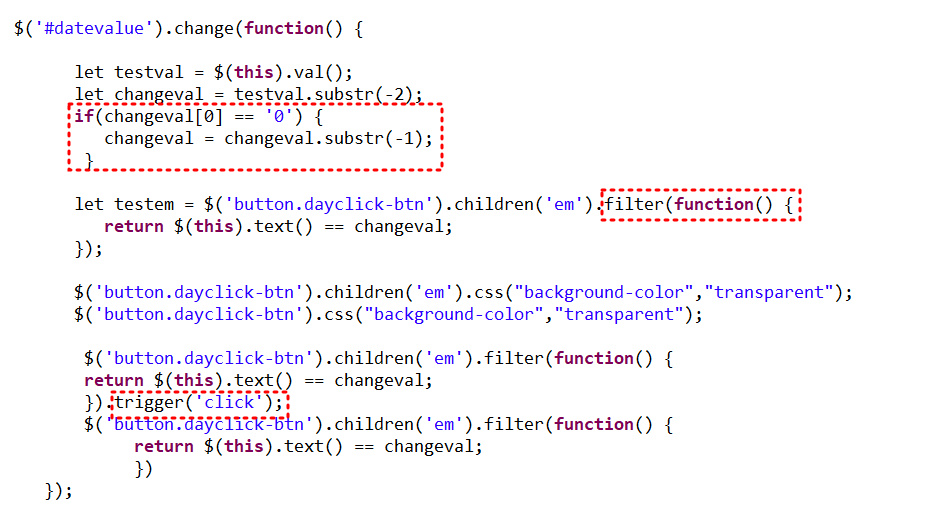 $('#datevalue').change(function() {
let testval = $(this).val();
let changeval = testval.substr(-2);
if(changeval[0] == '0') {
changeval = changeval.substr(-1);
}
let testem = $('button.dayclick-btn').children('em').filter(function() {
return $(this).text() == changeval;
});
$('button.dayclick-btn').children('em').css("background-color","transparent");
$('button.dayclick-btn').css("background-color","transparent");
$('button.dayclick-btn').children('em').filter(function() {
return $(this).text() == changeval;
}).trigger('click');
$('button.dayclick-btn').children('em').filter(function() {
return $(this).text() == changeval;
})
});